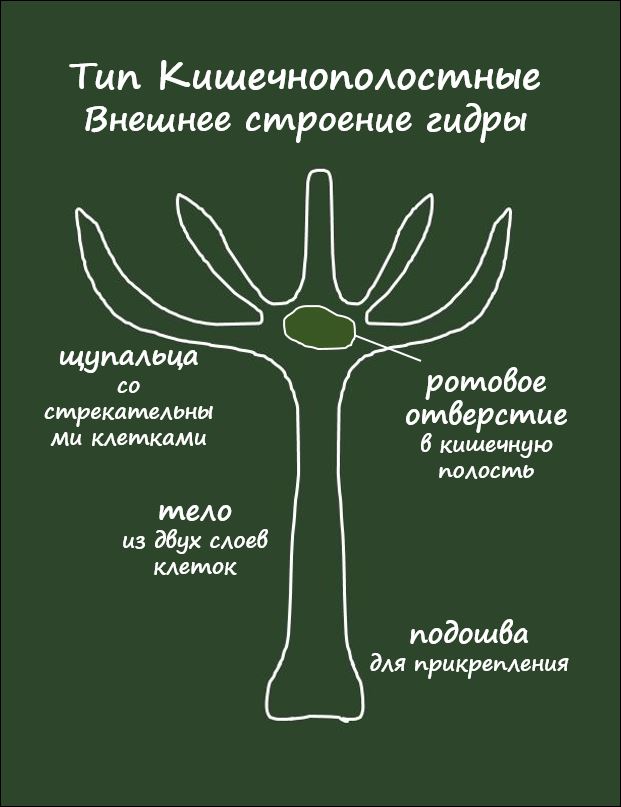 Тип Кишечнополостные
Внешнее строение гидры
щупальца
со
стрекательны
ми клетками
ротовое
отверстие
в кишечную
полость
тело
из двух слоев
клеток
подошва
для прикрепления